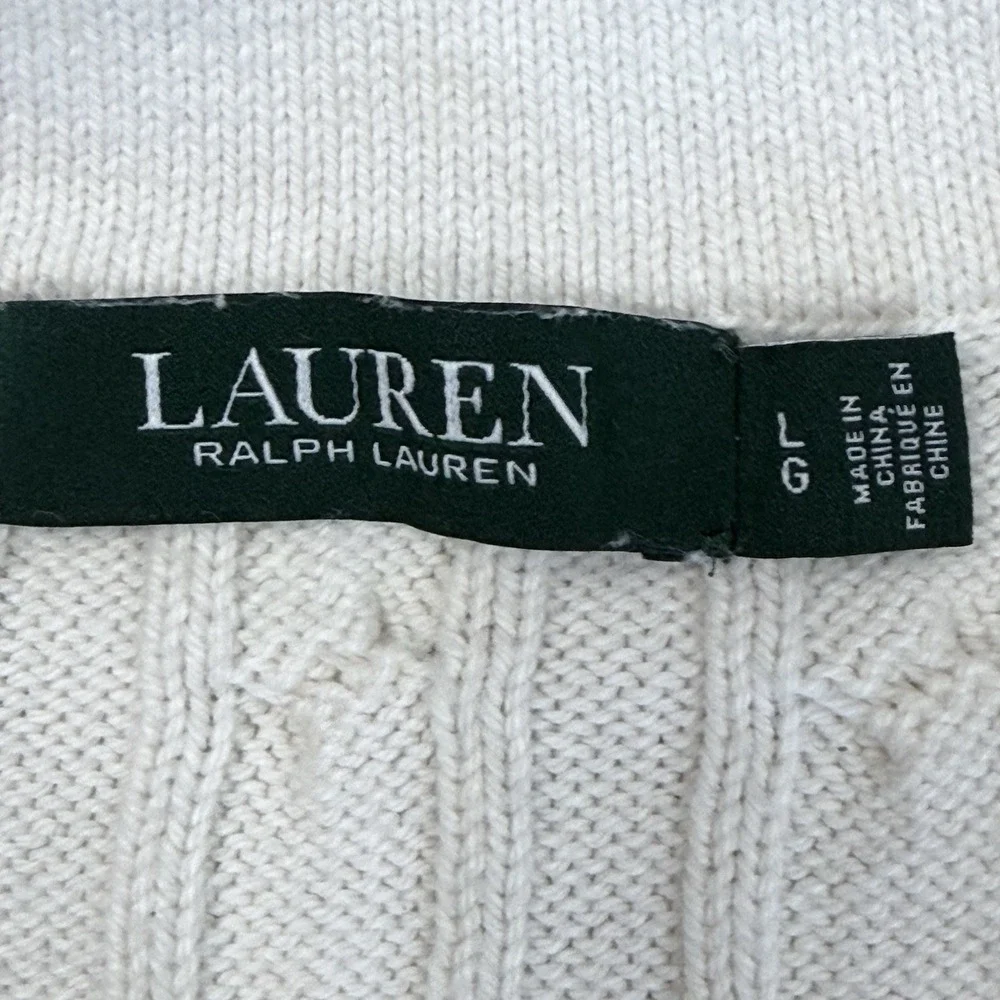 LAUREN
RALPH LAUREN
L
G
MADE IN
CHINA
FABRIQUÉ EN
CHINE